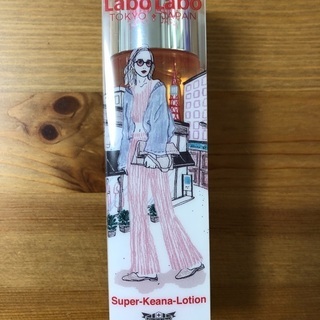 Labo Labo
TOKYO • JAPAN
Super-Keana-Lotion